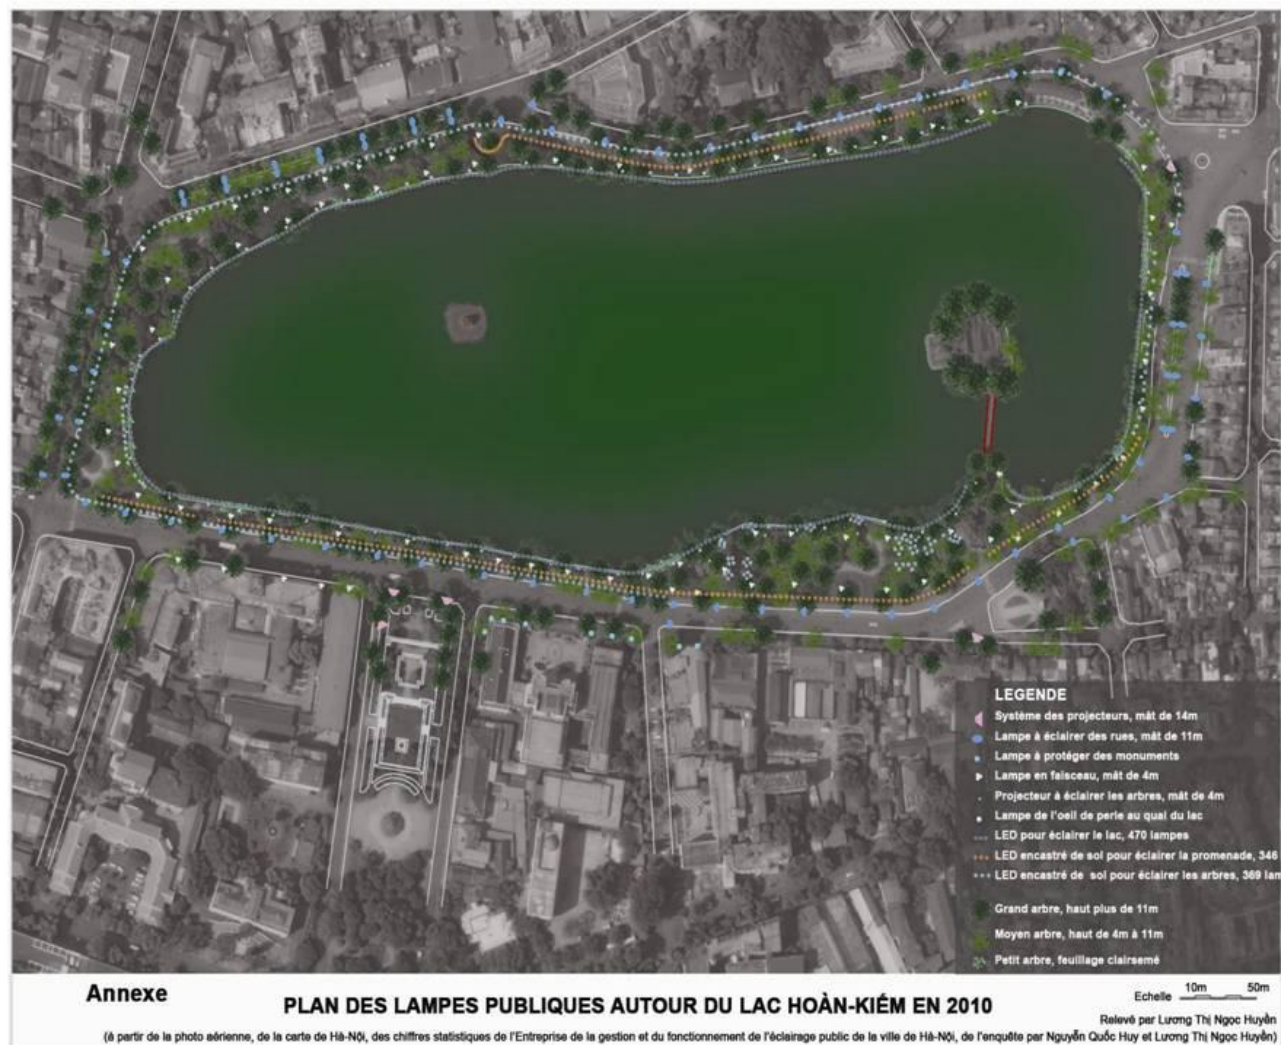 LEGENDE
Système des projecteurs, mât de 14m
Lampe à éclairer des rues, mât de 11m
Lampe à protéger des monuments
Lampe en faisceau, mât de 4m
Projecteur à éclairer les arbres, mât de 4m
Lampe de l'oeil de perle au quai du lac
LED pour éclairer le lac, 470 lampes
LED encastré de sol pour éclairer la promenade, 346
LED encastré de sol pour éclairer les arbres, 369 lam
Grand arbre, haut plus de 11m
Moyen arbre, haut de 4m à 11m
Petit arbre, feuillage clairsemé
Annexe
PLAN DES LAMPES PUBLIQUES AUTOUR DU LAC HOÀN-KIẾM EN 2010
Echelle 10m 50m
Relevé par Lương Thị Ngọc Huyền
(à partir de la photo aérienne, de la carte de Hà-Nội, des chiffres statistiques de l'Entreprise de la gestion et du fonctionnement de l'éclairage public de la ville de Hà-Nội, de l'enquête par Nguyễn Quốc Huy et Lương Thị Ngọc Huyền)